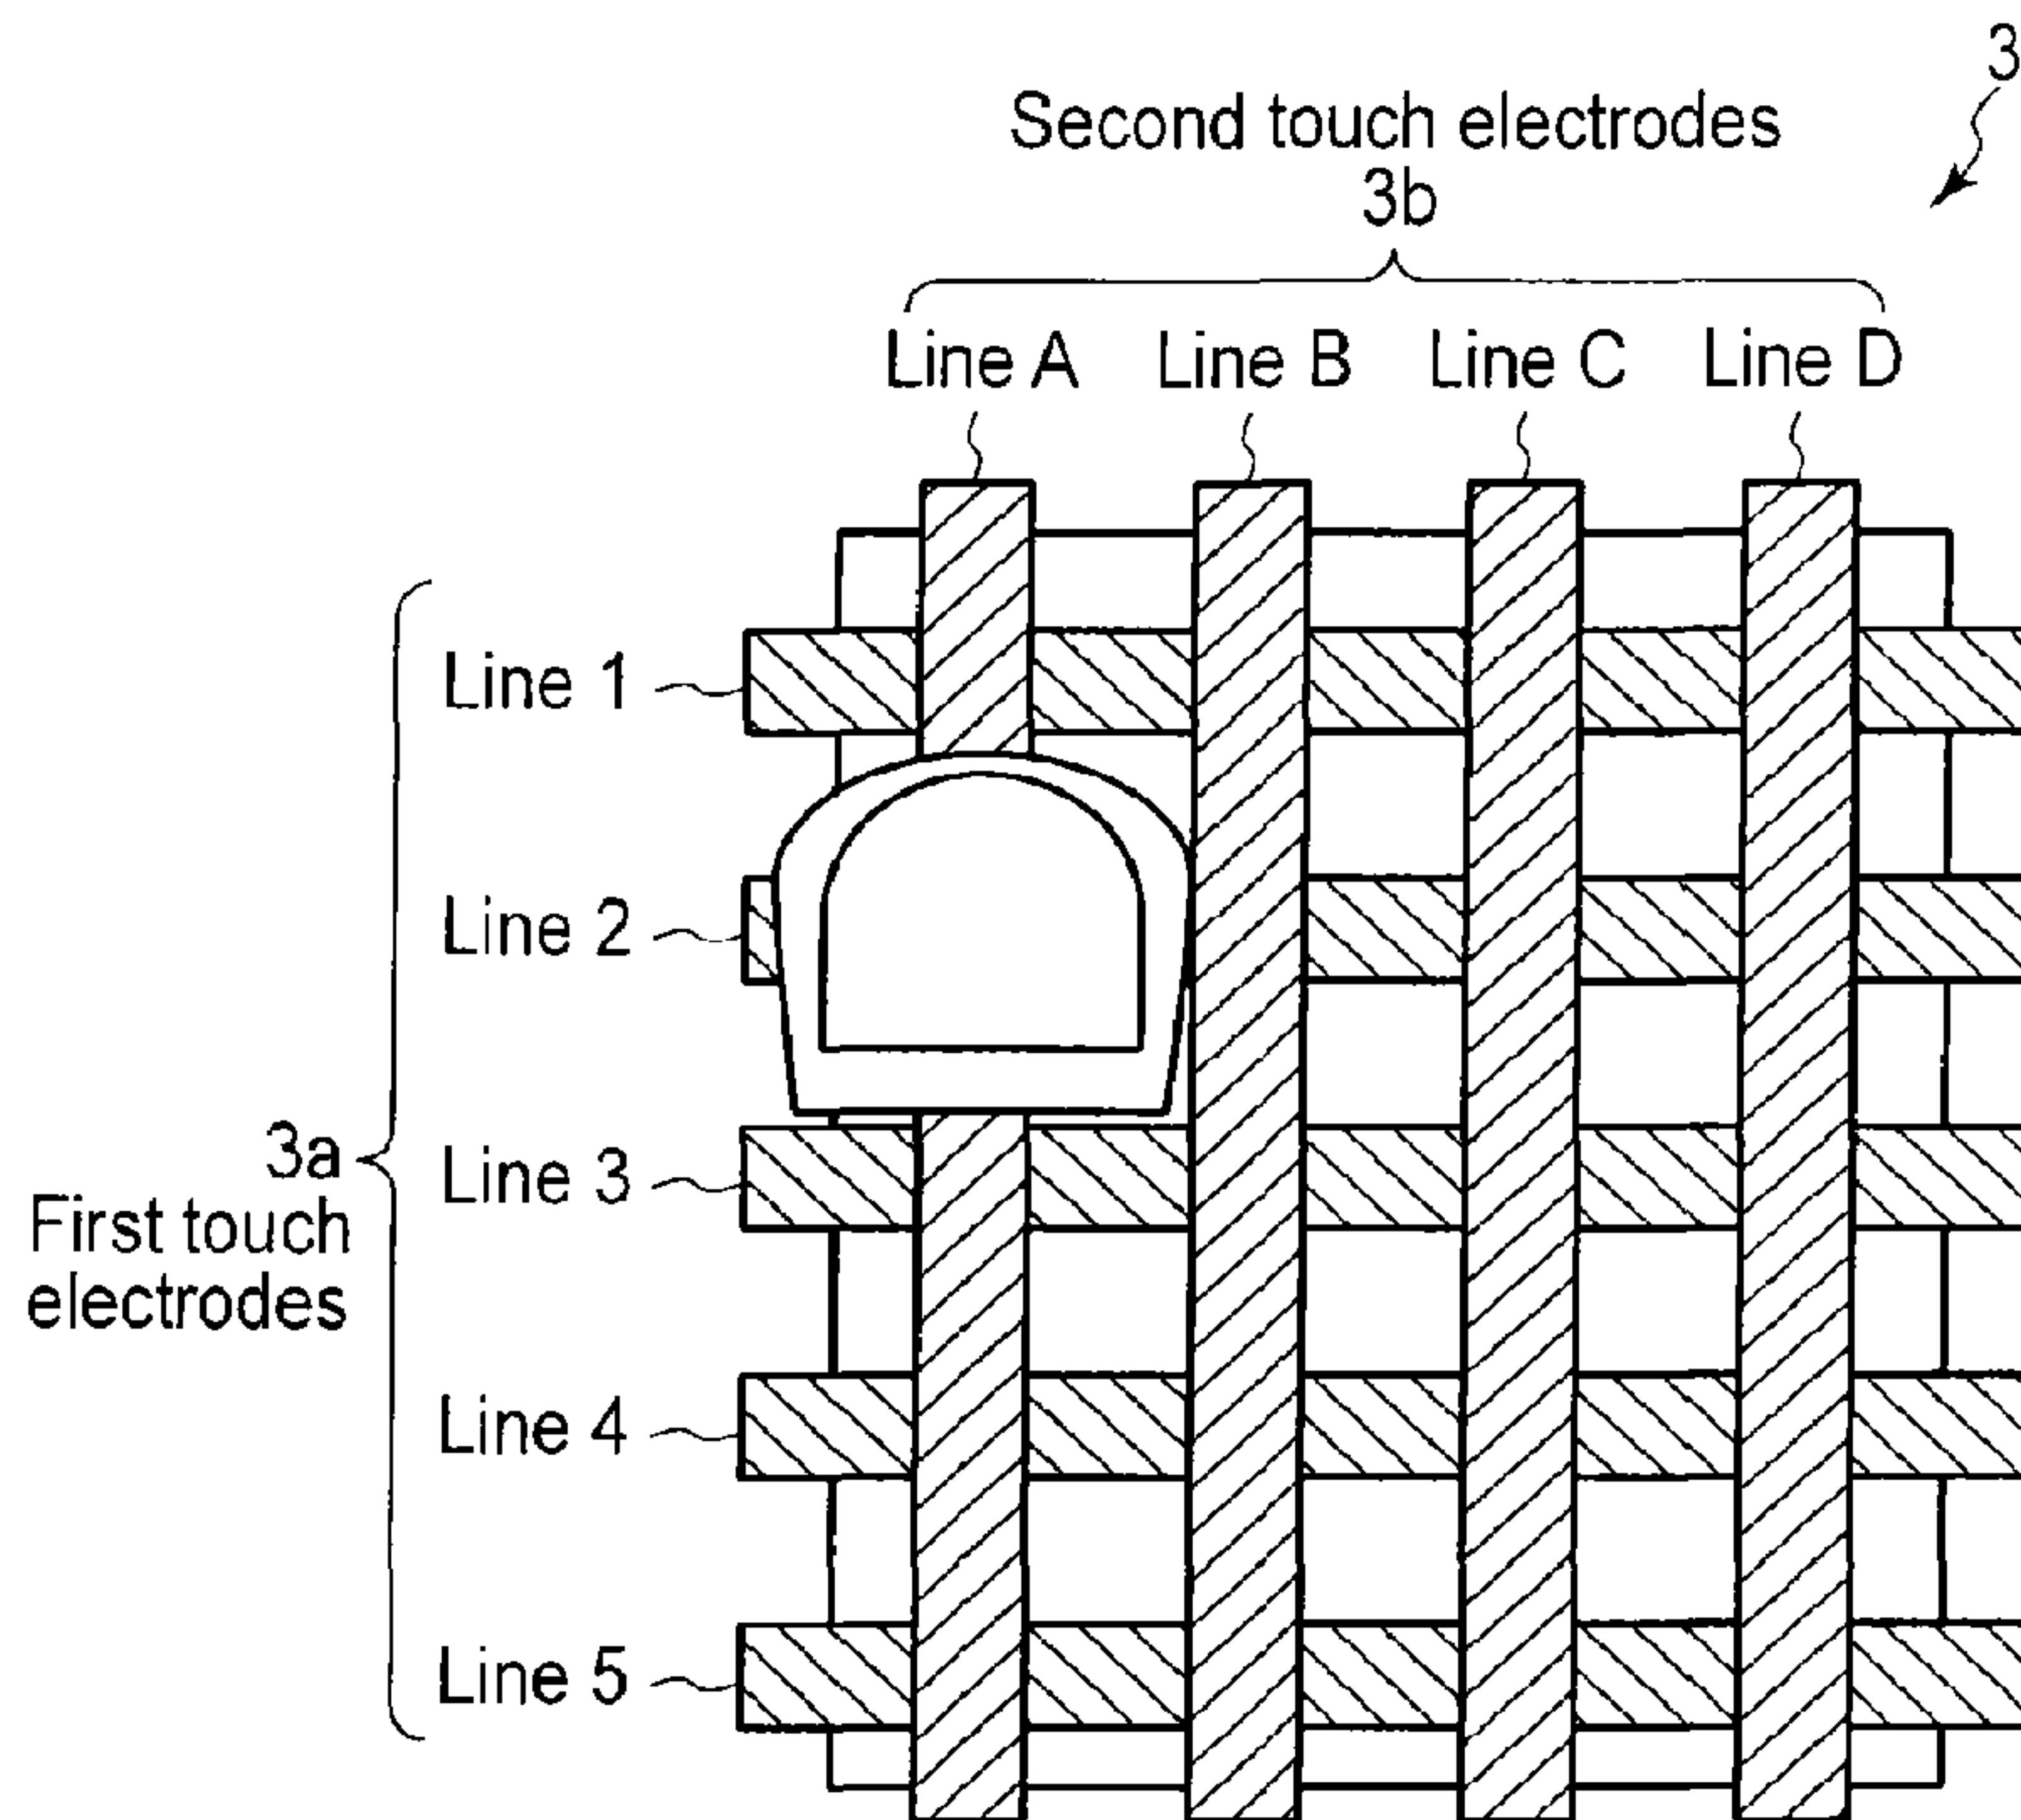 3
Second touch electrodes
3b
Line A Line B Line C Line D
Line 1
Line 2
3a
First touch
electrodes
Line 3
Line 4
Line 5